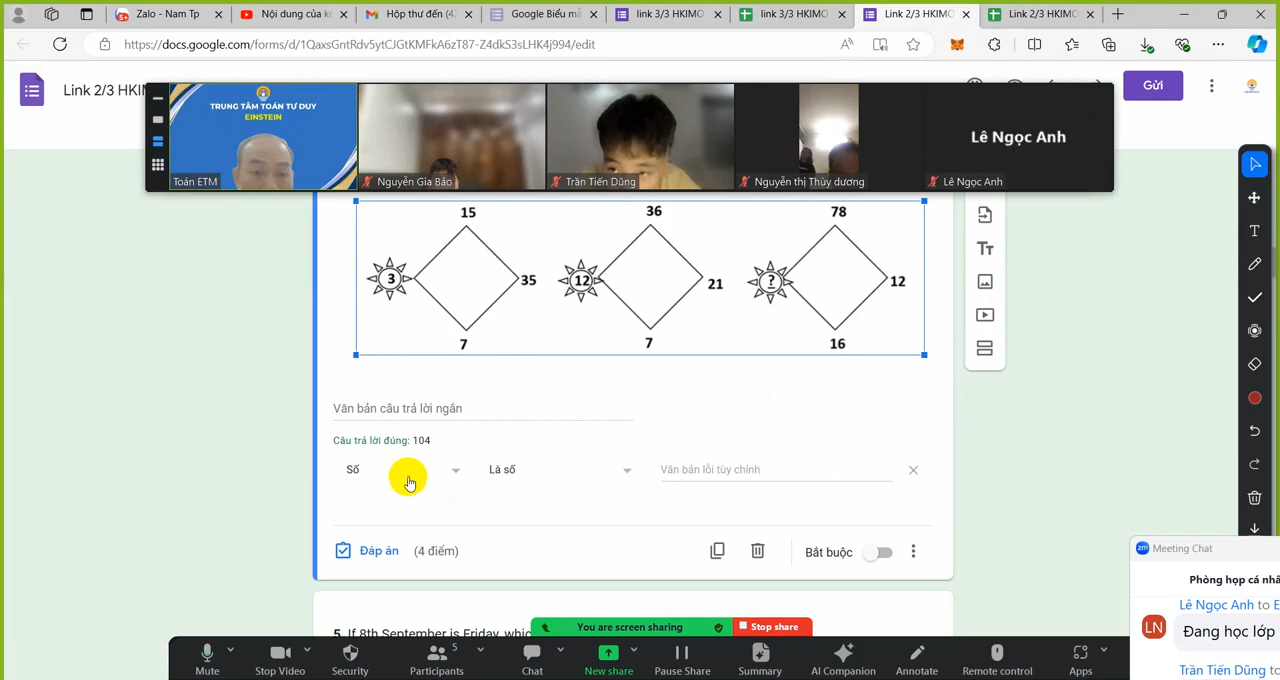 Zalo - Nam Tp
Nội dung của k
Hộp thư đến (4
Google Biểu m
link 3/3 HKIMO
link 3/3 HKIMO
Link 2/3 HKIMO
Link 2/3 HKIMO
https://docs.google.com/forms/d/1QaxsGntRdv5ytCJGtKMFkA6zT87-Z4dkS3sLHK4j994/edit
Link 2/3 HKIM
Gửi
TRUNG TÂM TOÁN TƯ DUY
EINSTEIN
Toán ETM
Nguyễn Gia Bảo
Trần Tiến Dũng
Nguyễn thị Thùy dương
Lê Ngọc Anh
Lê Ngọc Anh
15 36 78
3 35 12 21 ? 12
7 7 16
Văn bản câu trả lời ngắn
Câu trả lời đúng: 104
Số Là số Văn bản lỗi tùy chỉnh
Đáp án (4 điểm) Bắt buộc
5. If 8th September is Friday,
You are screen sharing Stop share
Mute Stop Video Security Participants 5 Chat New share Pause Share Summary AI Companion Annotate Remote control Apps
zm Meeting Chat
Phòng họp cá
Lê Ngọc Anh to E
LN Đang học lớp
Trần Tiến Dũng to